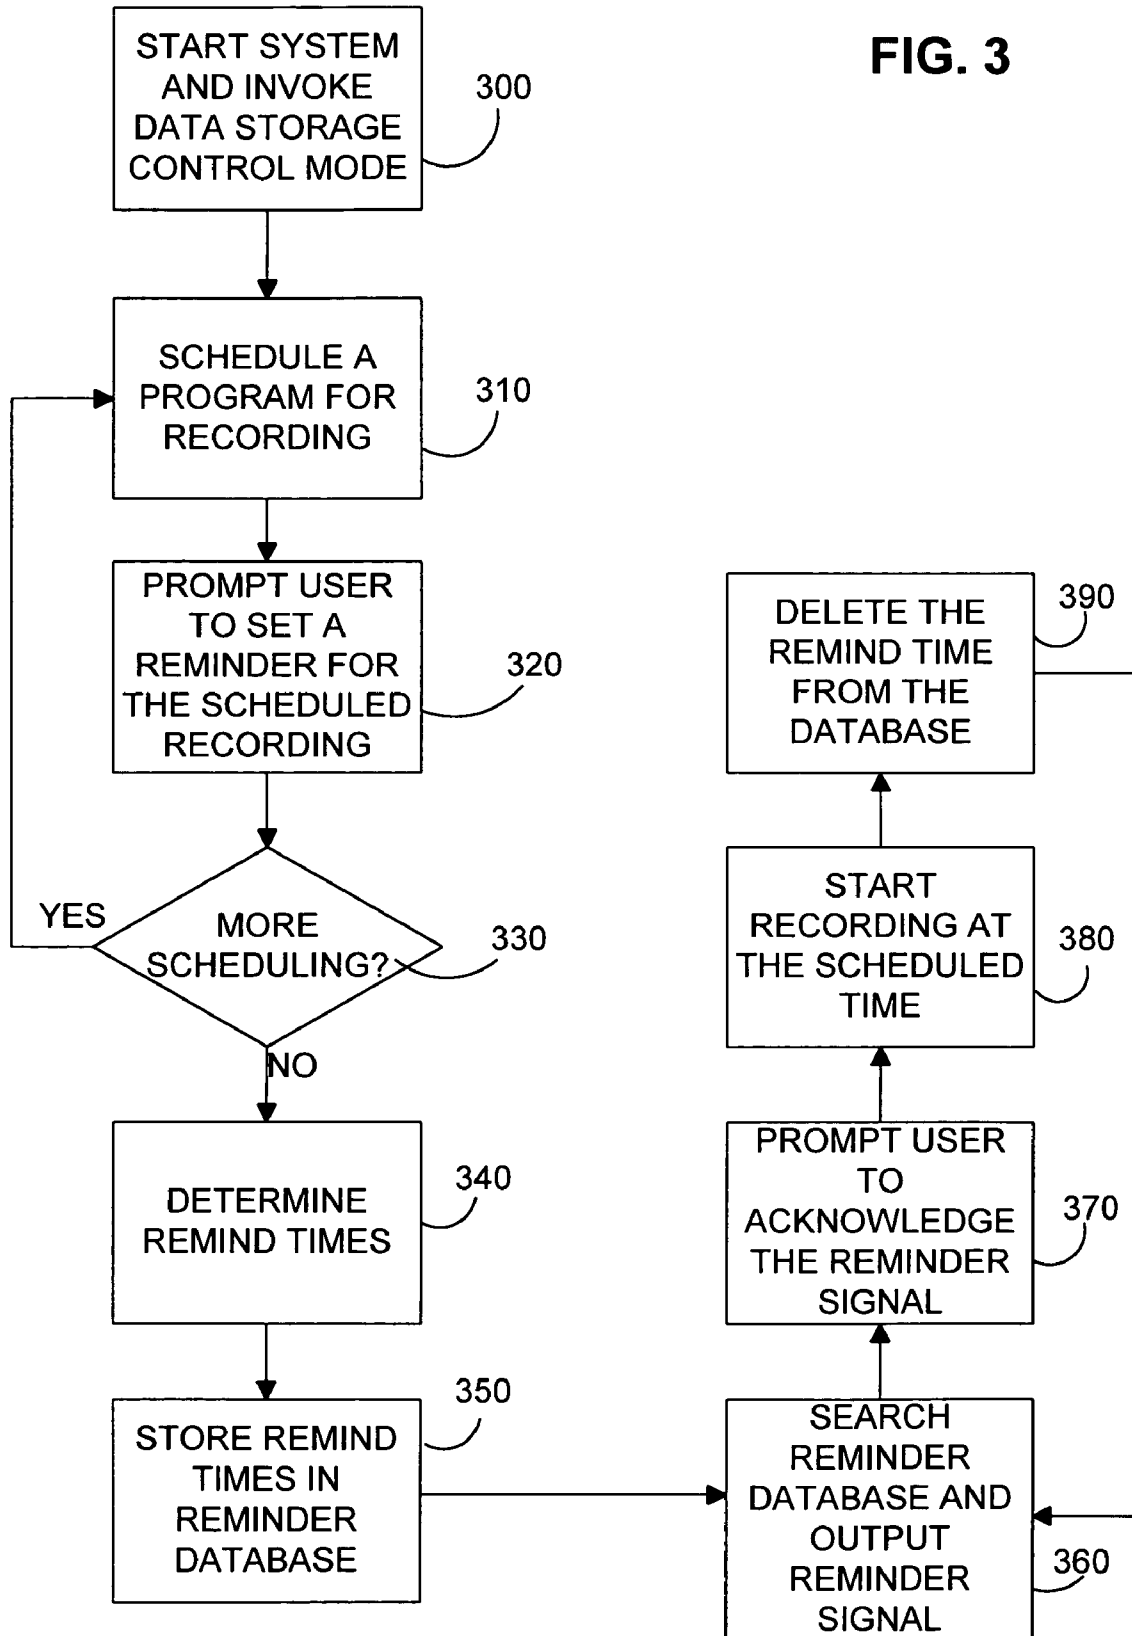 FIG. 3
START SYSTEM
AND INVOKE
DATA STORAGE
CONTROL MODE
300
SCHEDULE A
PROGRAM FOR
RECORDING
310
PROMPT USER
TO SET A
REMINDER FOR
THE SCHEDULED
RECORDING
320
YES
MORE
SCHEDULING?
330
NO
DETERMINE
REMIND TIMES
340
STORE REMIND
TIMES IN
REMINDER
DATABASE
350
SEARCH
REMINDER
DATABASE AND
OUTPUT
REMINDER
SIGNAL
360
PROMPT USER
TO
ACKNOWLEDGE
THE REMINDER
SIGNAL
370
START
RECORDING AT
THE SCHEDULED
TIME
380
DELETE THE
REMIND TIME
FROM THE
DATABASE
390